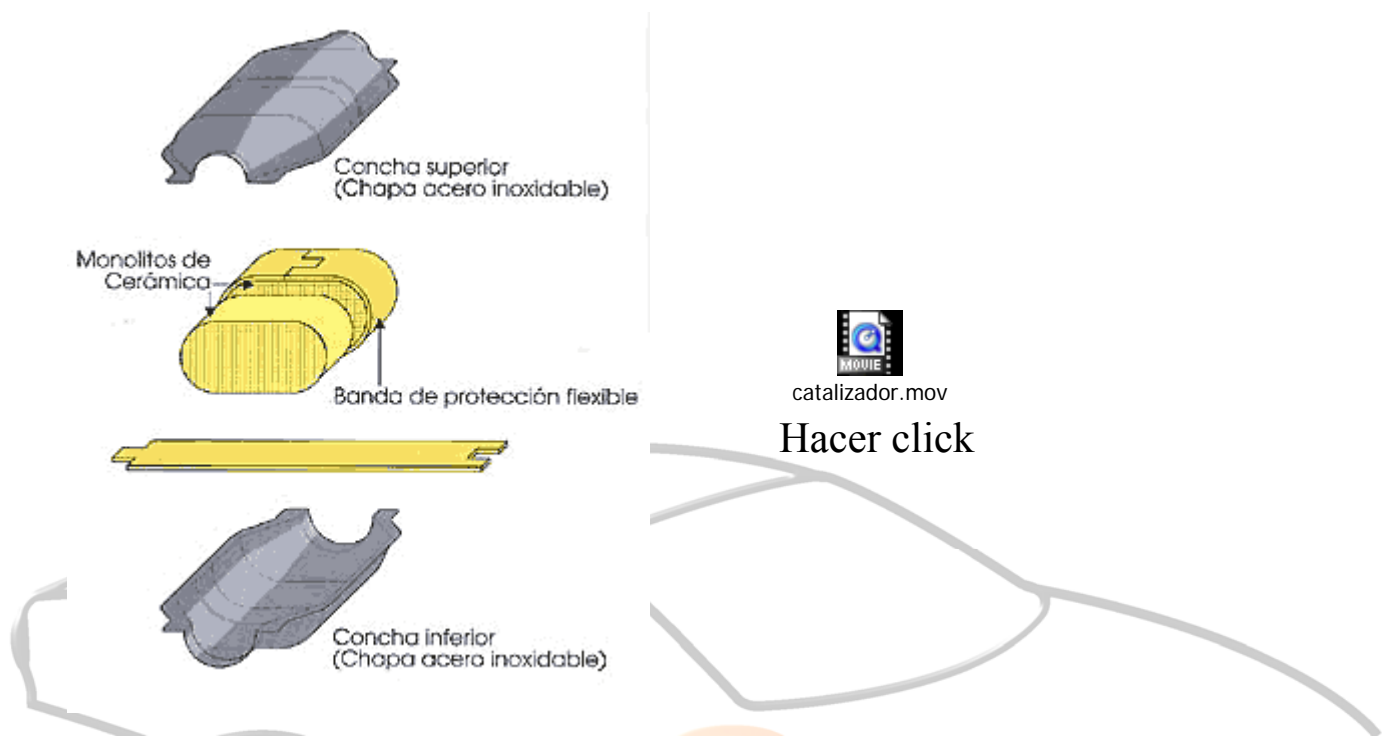 Concha superior
(Chapa acero inoxidable)
Monolitos de
Cerámica
Banda de protección flexible
MOVIE
catalizador.mov
Hacer click
Concha inferior
(Chapa acero inoxidable)